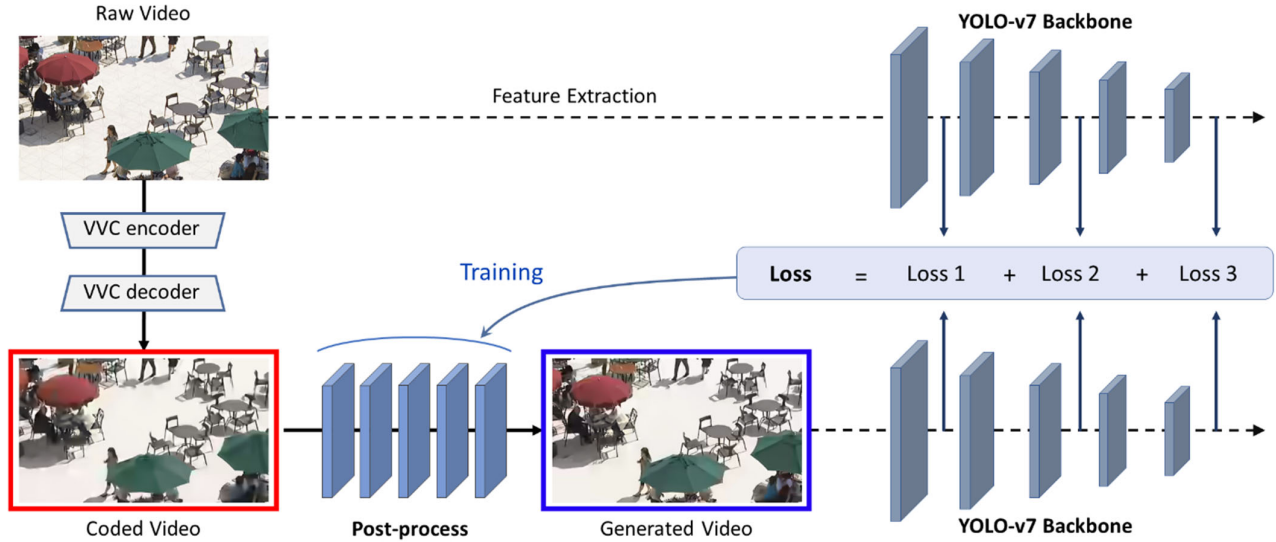 Raw Video
YOLO-v7 Backbone
Feature Extraction
VVC encoder
VVC decoder
Training
Loss = Loss 1 + Loss 2 + Loss 3
Coded Video
Post-process
Generated Video
YOLO-v7 Backbone